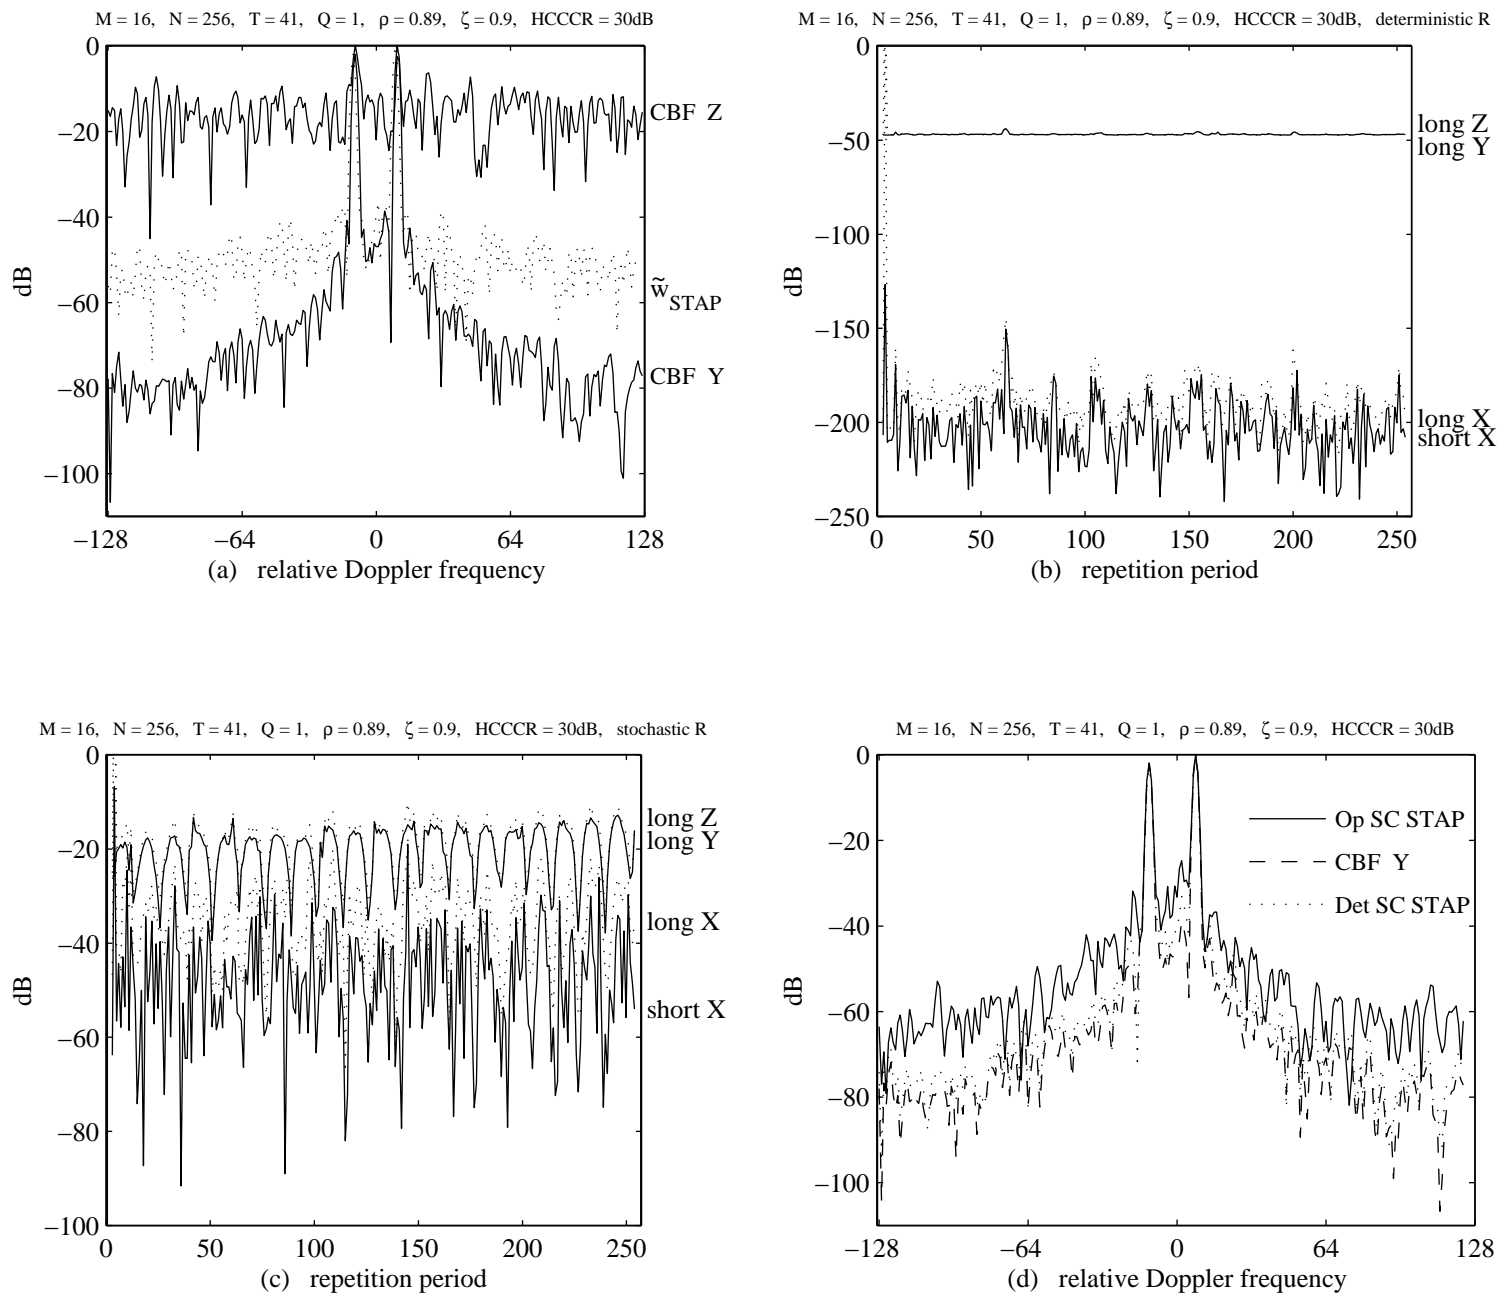 M = 16, N = 256, T = 41, Q = 1, ρ = 0.89, ζ = 0.9, HCCCR = 30dB
0
−20
−40
−60
−80
−100
dB
CBF Z
w̃STAP
CBF Y
−128
−64
0
64
128
(a) relative Doppler frequency
M = 16, N = 256, T = 41, Q = 1, ρ = 0.89, ζ = 0.9, HCCCR = 30dB, deterministic R
0
−50
−100
−150
−200
−250
dB
long Z
long Y
long X
short X
0
50
100
150
200
250
(b) repetition period
M = 16, N = 256, T = 41, Q = 1, ρ = 0.89, ζ = 0.9, HCCCR = 30dB, stochastic R
0
−20
−40
−60
−80
−100
dB
long Z
long Y
long X
short X
0
50
100
150
200
250
(c) repetition period
M = 16, N = 256, T = 41, Q = 1, ρ = 0.89, ζ = 0.9, HCCCR = 30dB
0
−20
−40
−60
−80
−100
dB
Op SC STAP
CBF Y
Det SC STAP
−128
−64
0
64
128
(d) relative Doppler frequency